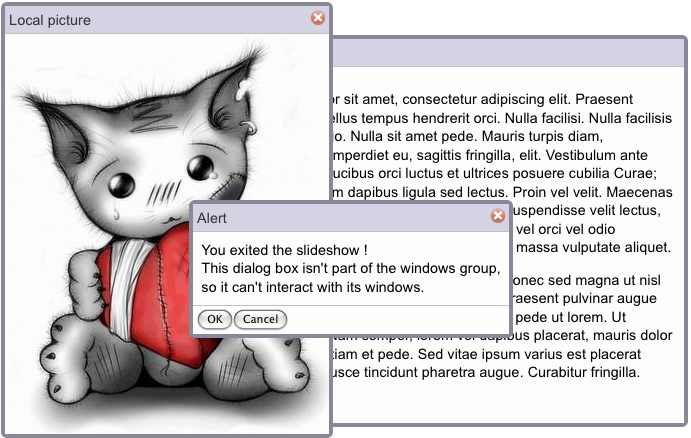 Local picture
r sit amet, consectetur adipiscing elit. Praesent
ellus tempus hendrerit orci. Nulla facilisi. Nulla facilisis
io. Nulla sit amet pede. Mauris turpis diam,
mperdiet eu, sagittis fringilla, elit. Vestibulum ante
ucibus orci luctus et ultrices posuere cubilia Curae;
m dapibus ligula sed lectus. Proin vel velit. Maecenas
uspendisse velit lectus,
vel orci vel odio
massa vulputate aliquet.
Alert
You exited the slideshow !
This dialog box isn't part of the windows group,
so it can't interact with its windows.
OK Cancel
onec sed magna ut nisl
raesent pulvinar augue
pede ut lorem. Ut
dapibus placerat, mauris dolor
tiam et pede. Sed vitae ipsum varius est placerat
usce tincidunt pharetra augue. Curabitur fringilla.